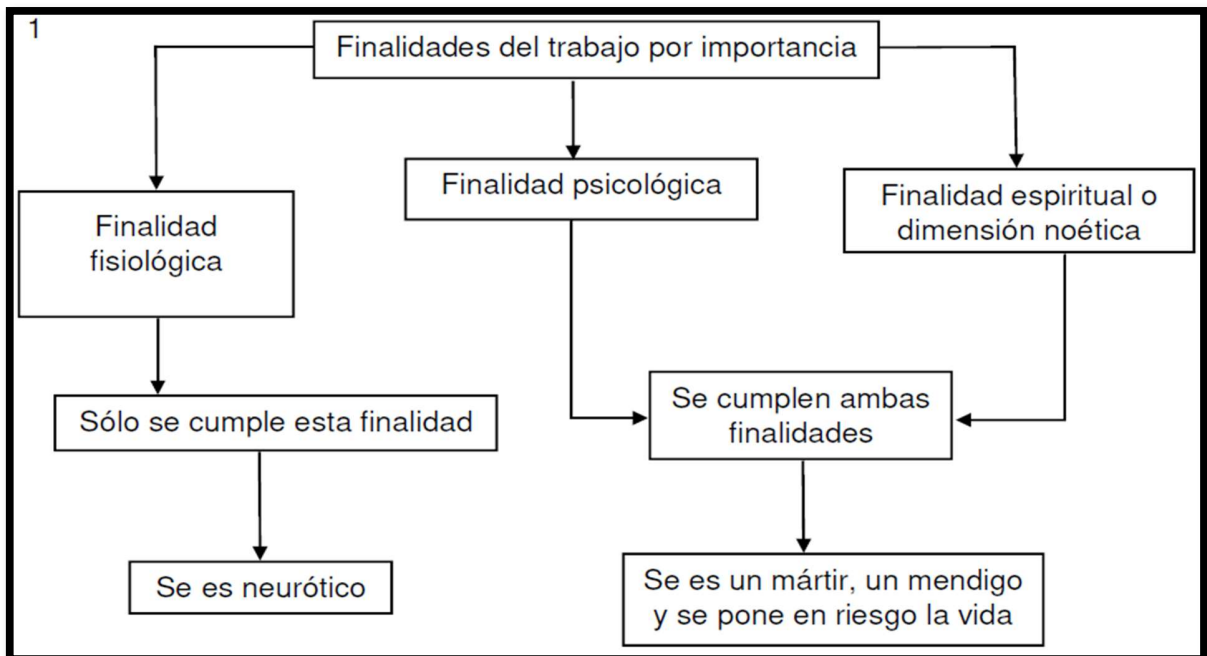 1
Finalidades del trabajo por importancia
Finalidad
fisiológica
Finalidad psicológica
Finalidad espiritual o
dimensión noética
Sólo se cumple esta finalidad
Se cumplen ambas
finalidades
Se es neurótico
Se es un mártir, un mendigo
y se pone en riesgo la vida